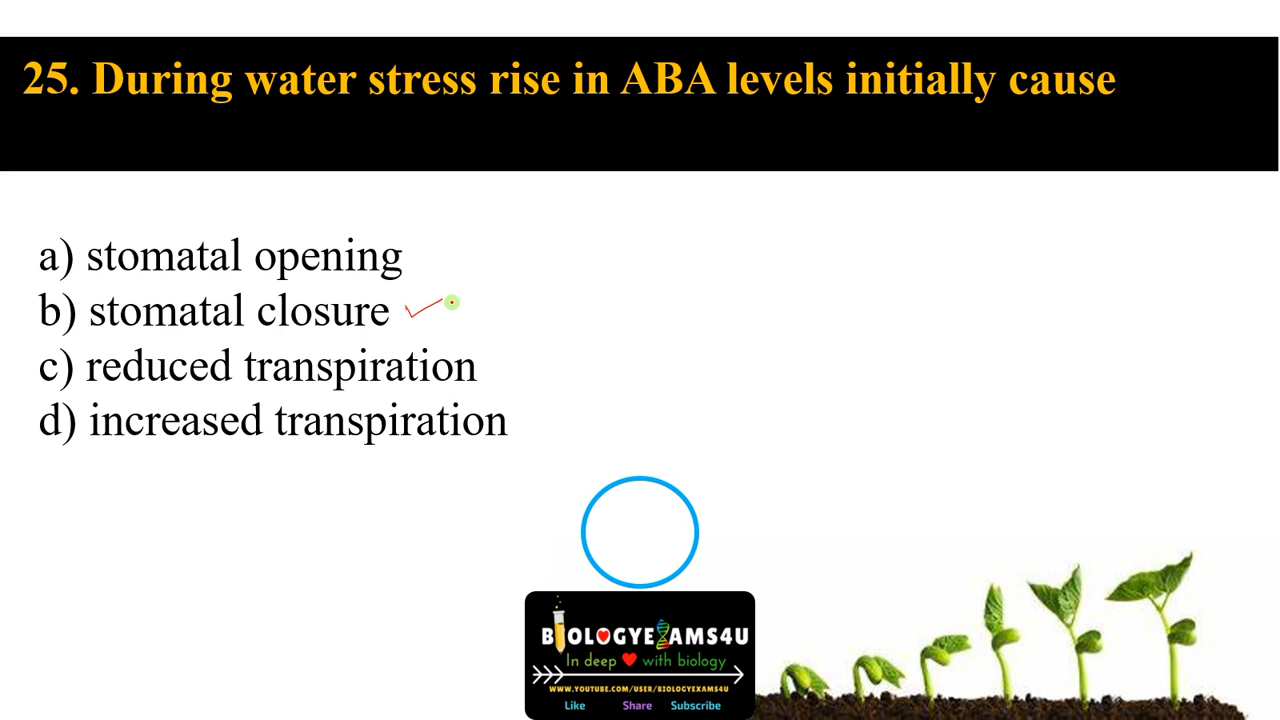 25. During water stress rise in ABA levels initially cause
a) stomatal opening
b) stomatal closure
c) reduced transpiration
d) increased transpiration
BIOLOGYEXAMS4U
In deep ❤ with biology
WWW.YOUTUBE.COM/USER/BIOLOGYEXAMS4U
Like Share Subscribe